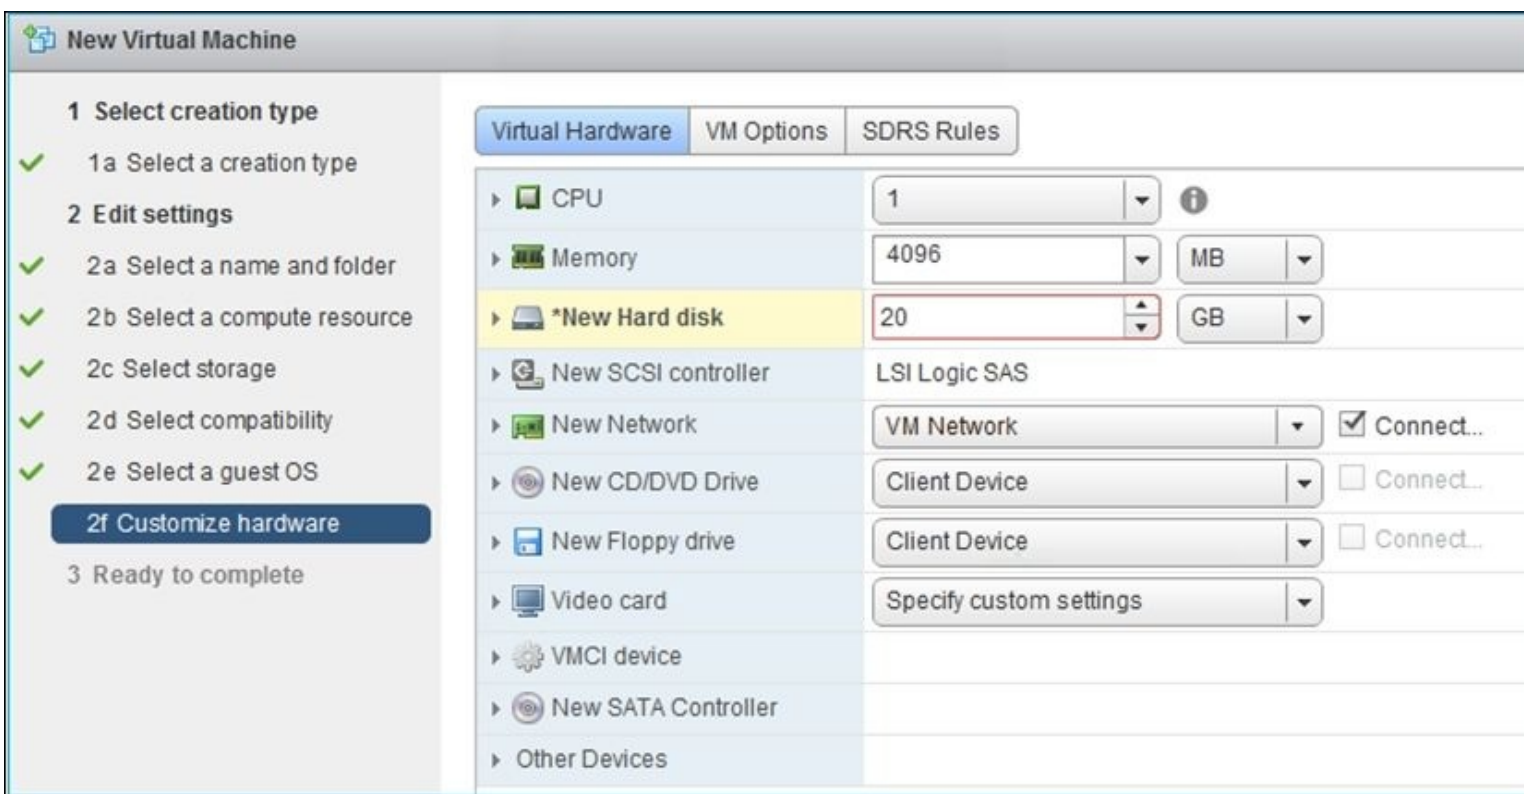 New Virtual Machine
1 Select creation type
1a Select a creation type
2 Edit settings
2a Select a name and folder
2b Select a compute resource
2c Select storage
2d Select compatibility
2e Select a guest OS
2f Customize hardware
3 Ready to complete
Virtual Hardware VM Options SDRS Rules
CPU 1
Memory 4096 MB
*New Hard disk 20 GB
New SCSI controller LSI Logic SAS
New Network VM Network Connect...
New CD/DVD Drive Client Device Connect...
New Floppy drive Client Device Connect...
Video card Specify custom settings
VMCI device
New SATA Controller
Other Devices